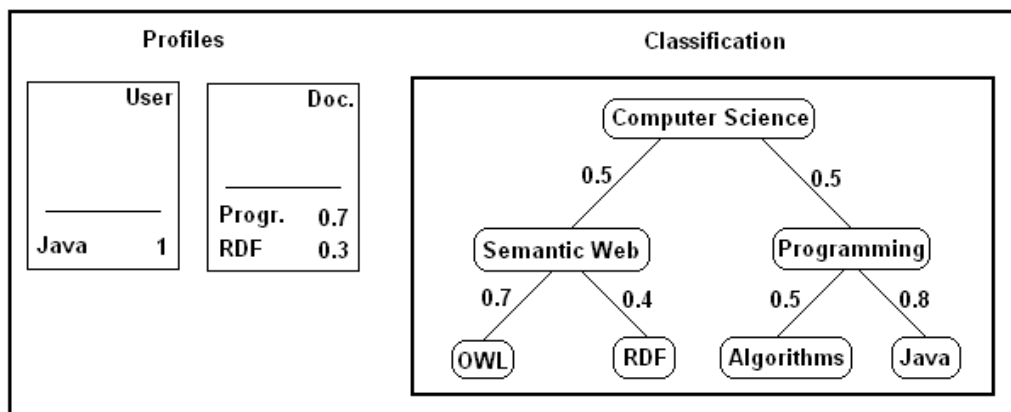 Profiles
Classification
User
Java 1
Doc.
Progr. 0.7
RDF 0.3
Computer Science
0.5 0.5
Semantic Web Programming
0.7 0.4 0.5 0.8
OWL RDF Algorithms Java